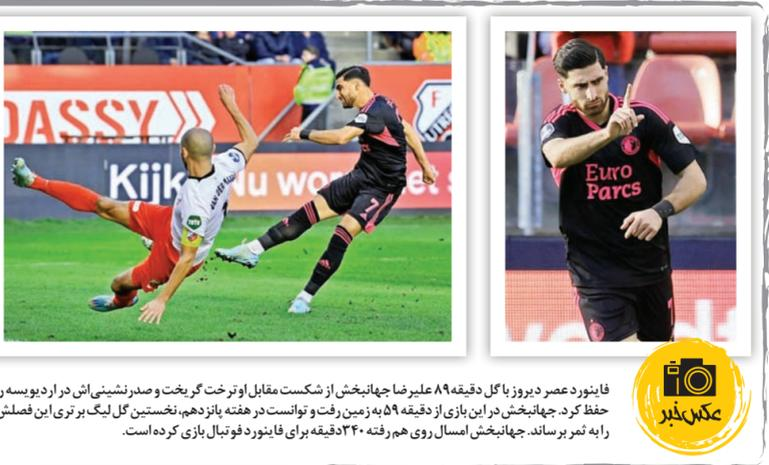 DASSY
Kijk Nu wor
7
TOTO
Euro
Parcs
فاینورد عصر دیروز با گل دقیقه ۸۹ علیرضا جهانبخش از شکست مقابل اوترخت گریخت و صدرنشینی‌اش در اردیویسه ر
حفظ کرد. جهانبخش در این بازی از دقیقه ۵۹ به زمین رفت و توانست در هفته پانزدهم، نخستین گل لیگ برتری این فصلش
را به ثمر برساند. جهانبخش امسال روی هم رفته ۳۴۰ دقیقه برای فاینورد فوتبال بازی کرده است.
عکس خبر